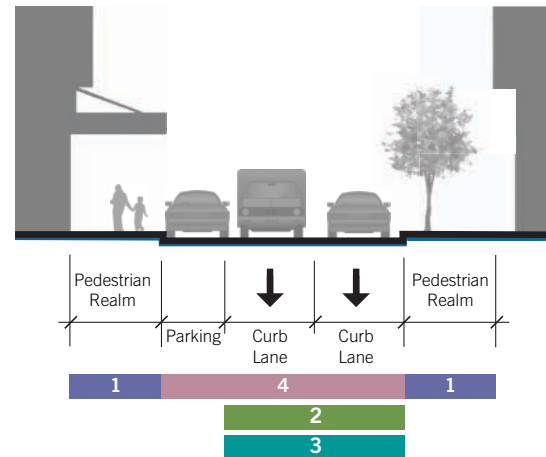 Pedestrian
Realm
Parking
Curb
Lane
Curb
Lane
Pedestrian
Realm
1
4
1
2
3